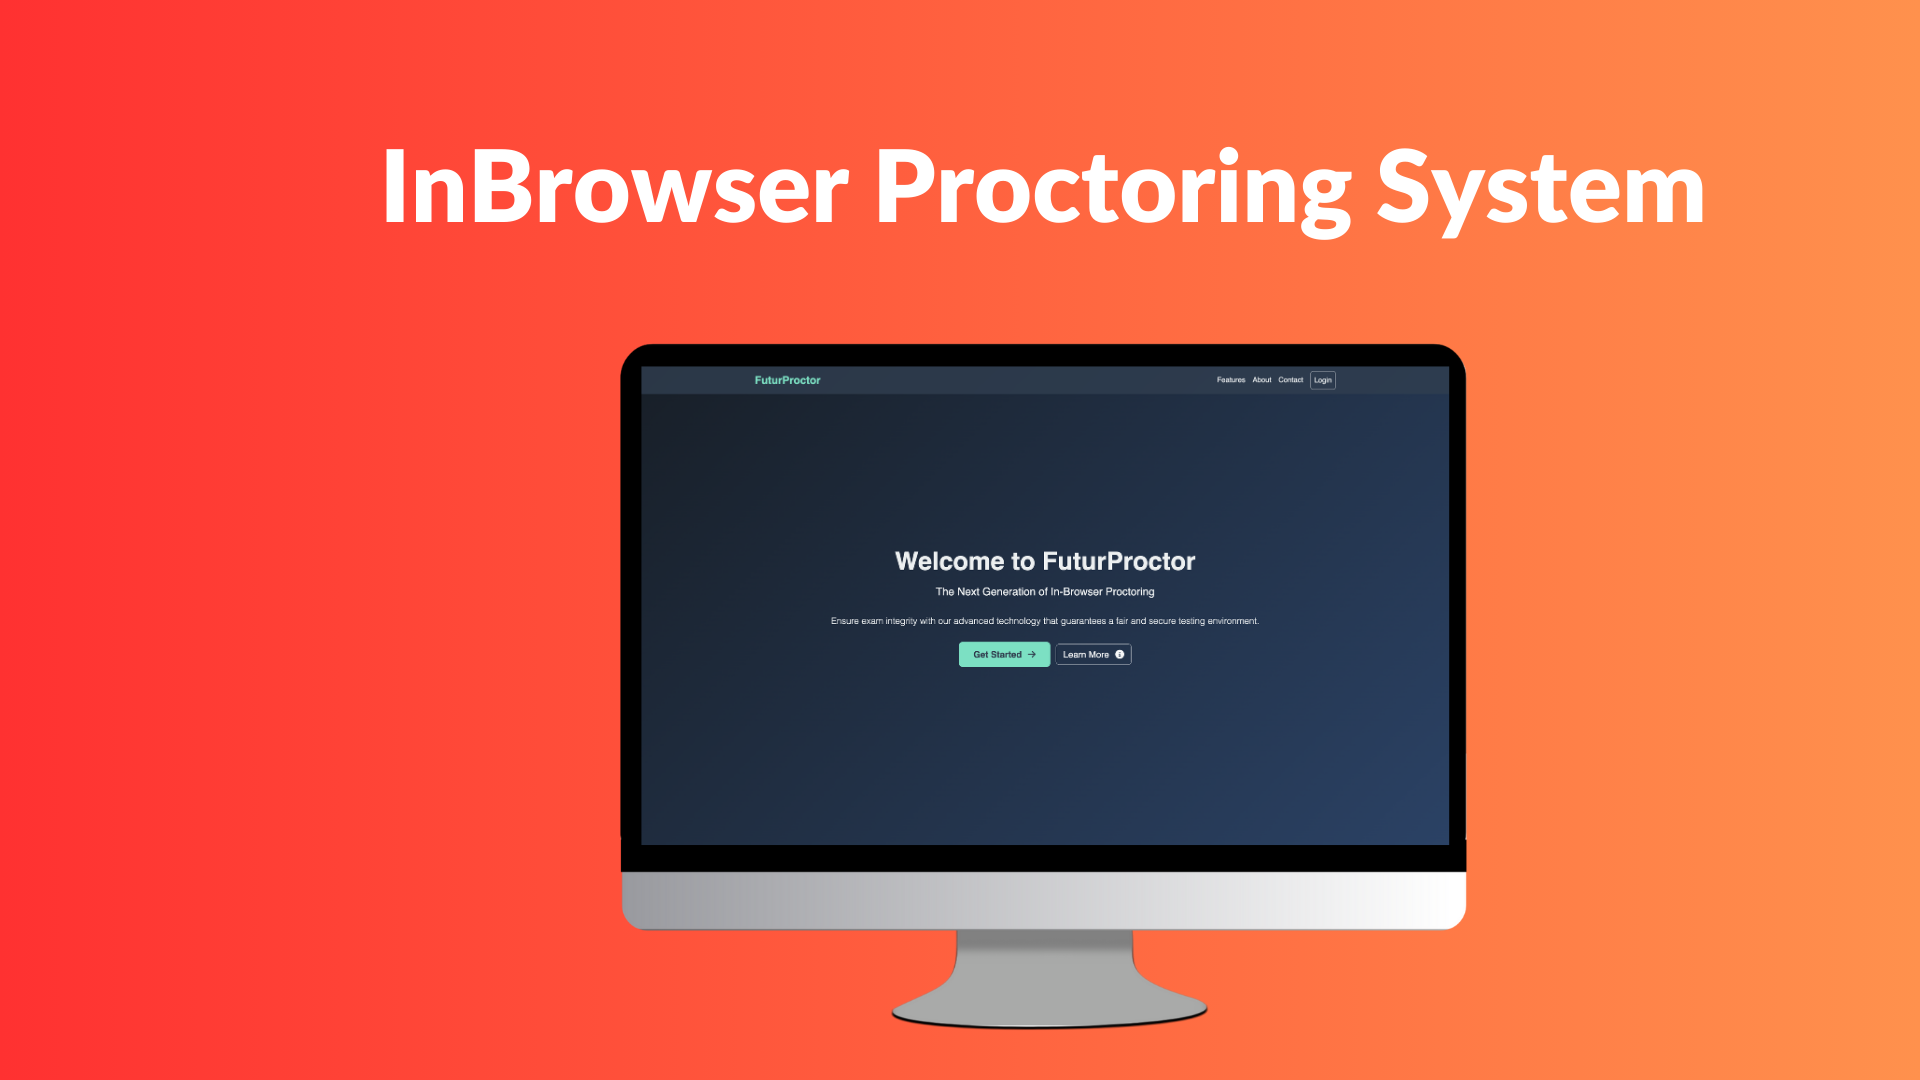 InBrowser Proctoring System
FuturProctor
Features About Contact Login
Welcome to FuturProctor
The Next Generation of In-Browser Proctoring
Ensure exam integrity with our advanced technology that guarantees a fair and secure testing environment.
Get Started Learn More